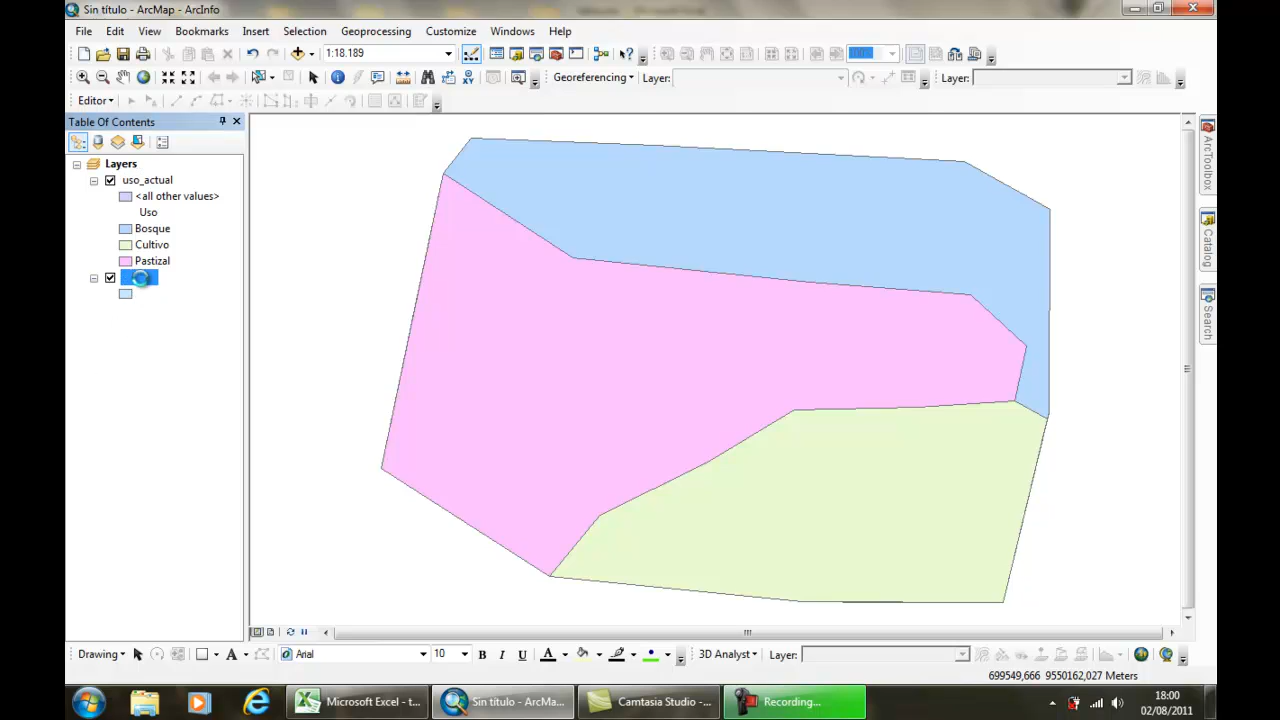 Sin título - ArcMap - ArcInfo
File Edit View Bookmarks Insert Selection Geoprocessing Customize Windows Help
1:18.189
Georeferencing Layer: Layer:
Editor
Table Of Contents
Layers
uso_actual
<all other values>
Uso
Bosque
Cultivo
Pastizal
ArcToolbox
Catalog
Search
Drawing A Arial 10 B I U A 3D Analyst Layer:
699549,666 9550162,027 Meters
Microsoft Excel - t... Sin título - ArcMa... Camtasia Studio -... Recording...
18:00
02/08/2011